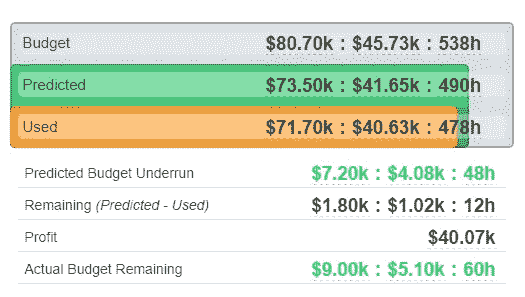 Budget $80.70k : $45.73k : 538h
Predicted $73.50k : $41.65k : 490h
Used $71.70k : $40.63k : 478h
Predicted Budget Underrun $7.20k : $4.08k : 48h
Remaining (Predicted - Used) $1.80k : $1.02k : 12h
Profit $40.07k
Actual Budget Remaining $9.00k : $5.10k : 60h